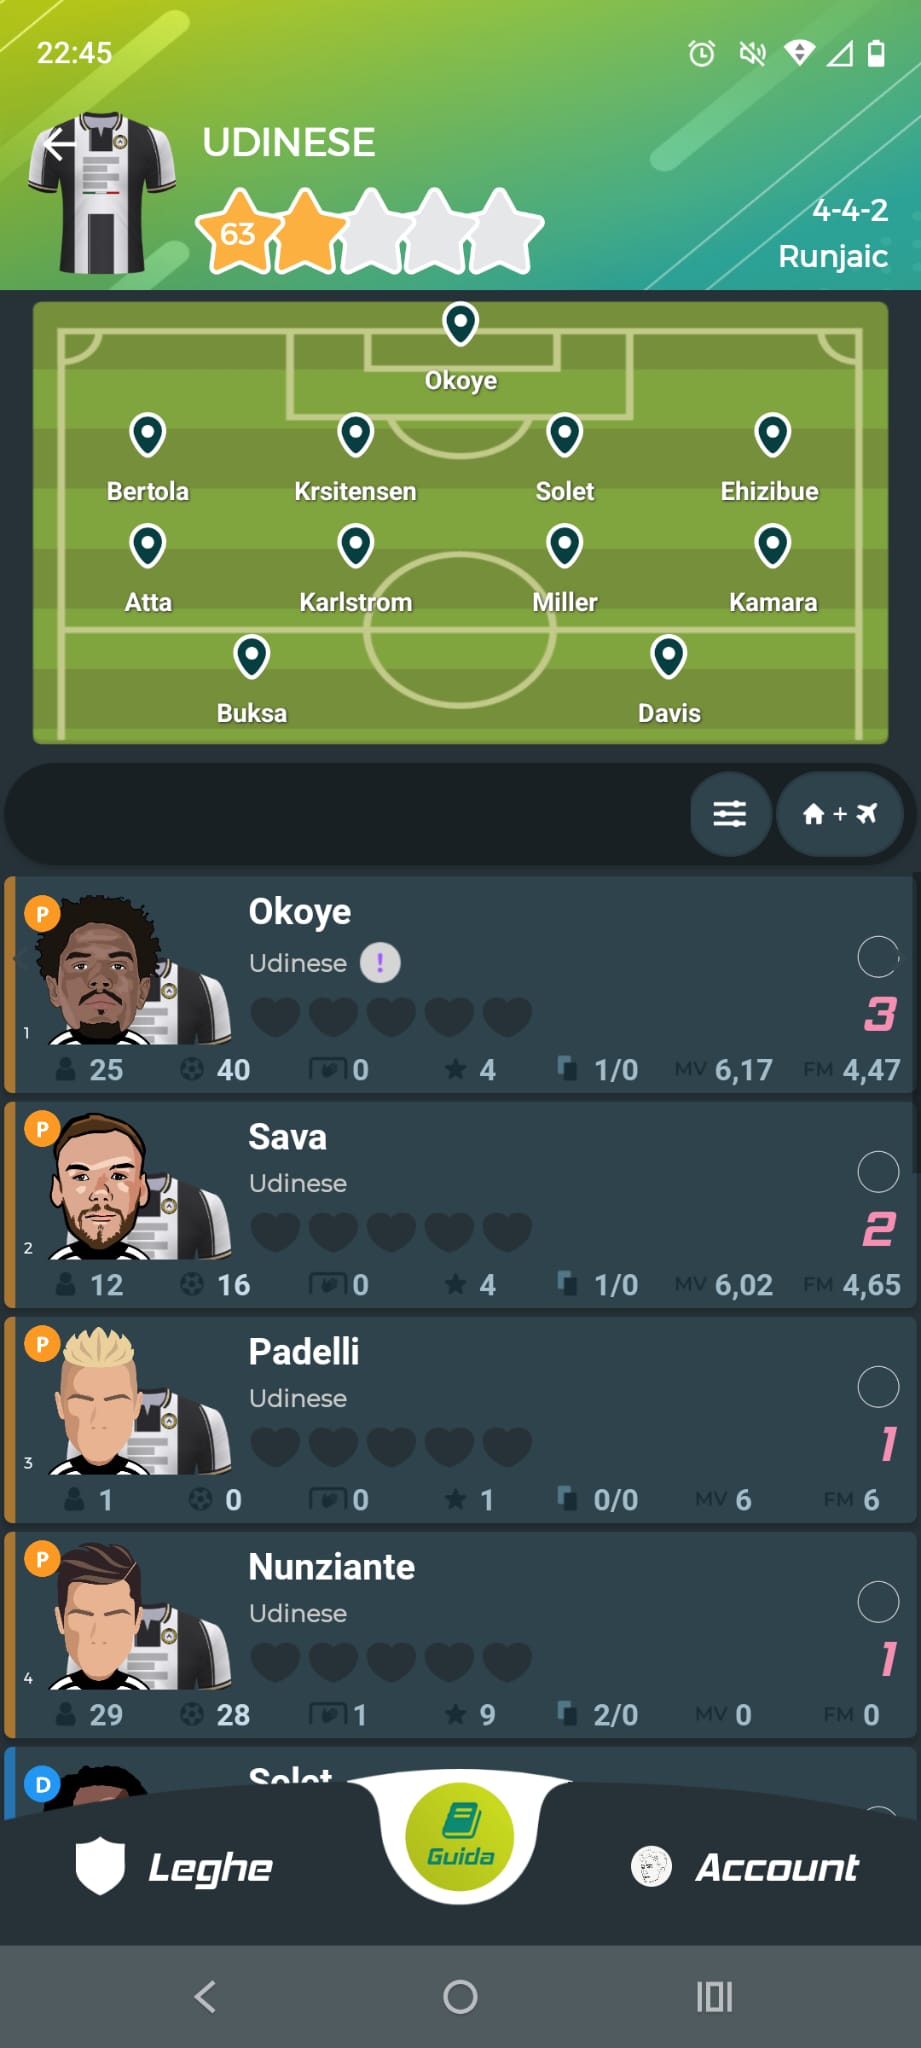 22:45
UDINESE
63
4-4-2
Runjaic
Okoye
Bertola Krsitensen Solet Ehizibue
Atta Karlstrom Miller Kamara
Buksa Davis
+
P
Okoye
Udinese !
3
1
25 40 0 4 1/0 MV 6,17 FM 4,47
P
Sava
Udinese
2
2
12 16 0 4 1/0 MV 6,02 FM 4,65
P
Padelli
Udinese
1
3
1 0 0 1 0/0 MV 6 FM 6
P
Nunziante
Udinese
1
4
29 28 1 9 2/0 MV 0 FM 0
D
Solet
Leghe Guida Account